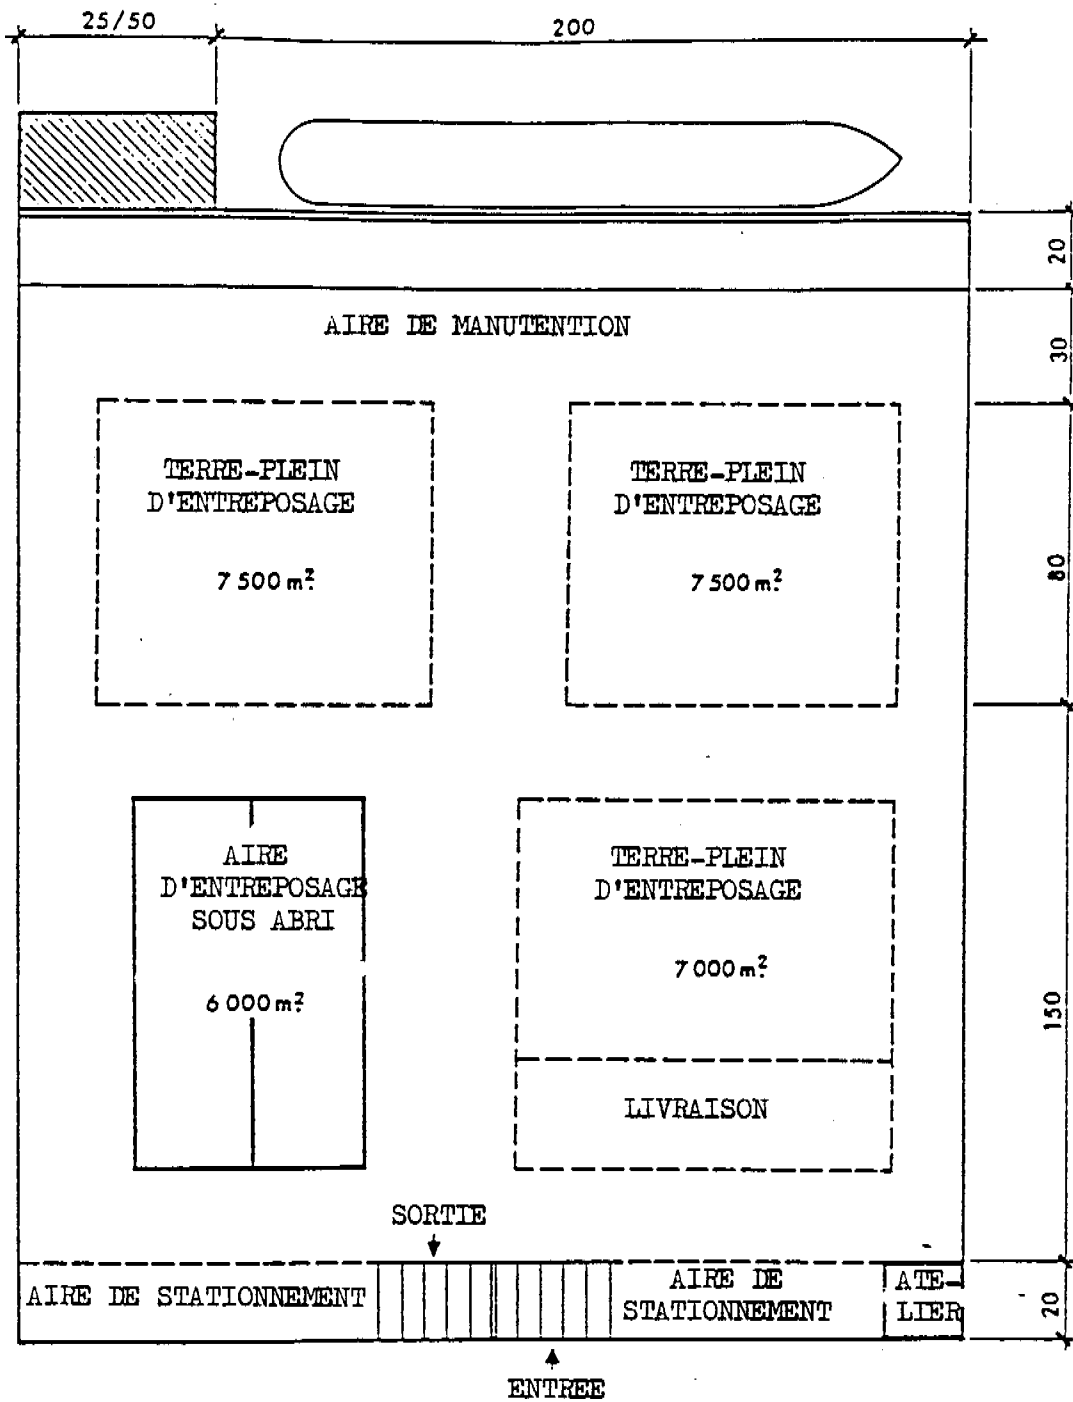 25/50
200
20
AIRE DE MANUTENTION
30
TERRE-PLEIN
D'ENTREPOSAGE
7 500 m²
TERRE-PLEIN
D'ENTREPOSAGE
7 500 m²
80
AIRE
D'ENTREPOSAGE
SOUS ABRI
6 000 m²
TERRE-PLEIN
D'ENTREPOSAGE
7 000 m²
LIVRAISON
150
SORTIE
AIRE DE STATIONNEMENT
AIRE DE
STATIONNEMENT
ATE-
LIER
20
ENTREE